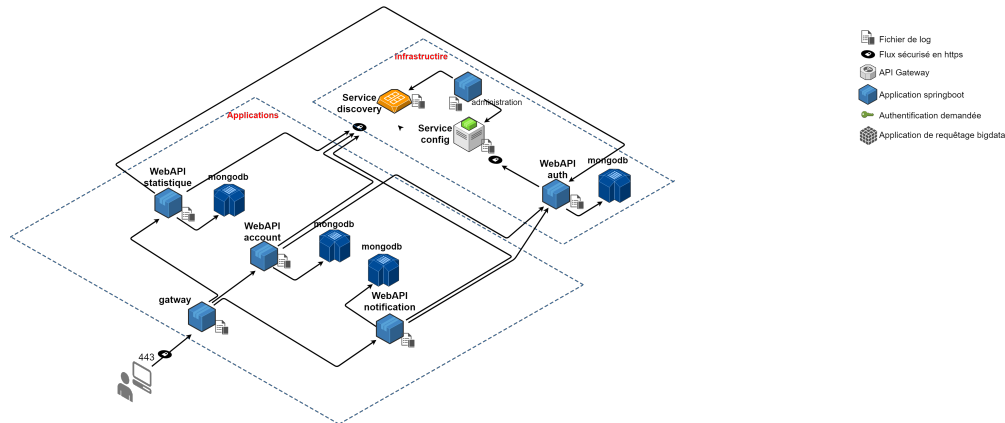 Infrastructire
Service
discovery
administration
Service
config
Applications
WebAPI
statistique
mongodb
WebAPI
auth
mongodb
WebAPI
account
mongodb
mongodb
WebAPI
notification
gatway
443
Fichier de log
Flux sécurisé en https
API Gateway
Application springboot
Authentification demandée
Application de requêtage bigdata